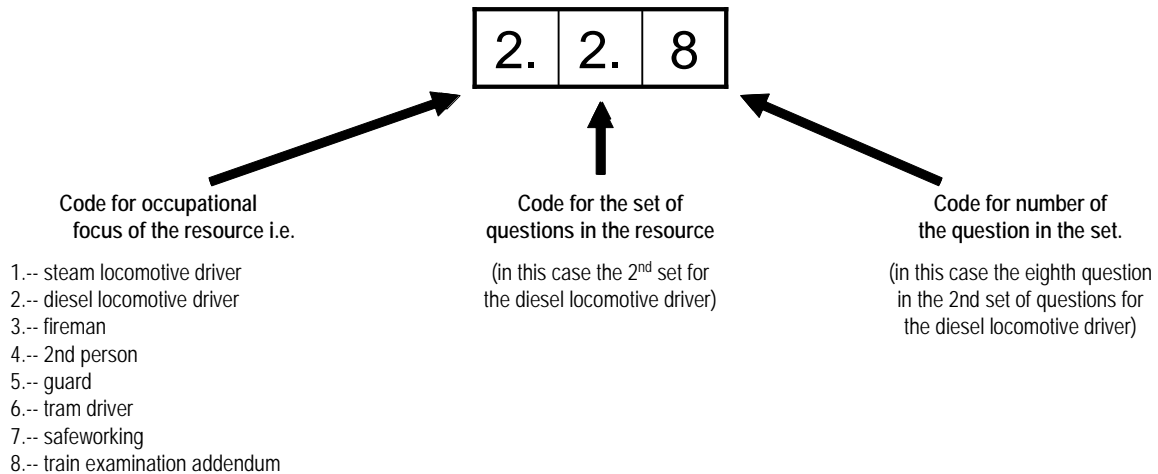 2. 2. 8
Code for occupational
focus of the resource i.e.
1.-- steam locomotive driver
2.-- diesel locomotive driver
3.-- fireman
4.-- 2nd person
5.-- guard
6.-- tram driver
7.-- safeworking
8.-- train examination addendum
Code for the set of
questions in the resource
(in this case the 2nd set for
the diesel locomotive driver)
Code for number of
the question in the set.
(in this case the eighth question
in the 2nd set of questions for
the diesel locomotive driver)